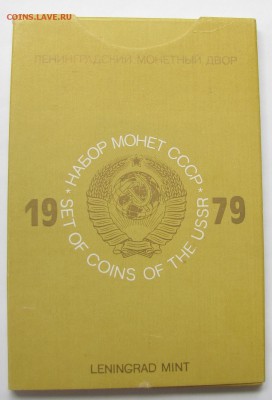 COINS.LAVE.RU
ЛЕНИНГРАДСКИЙ МОНЕТНЫЙ ДВОР
* НАБОР МОНЕТ СССР *
19 79
SET OF COINS OF THE USSR
LENINGRAD MINT